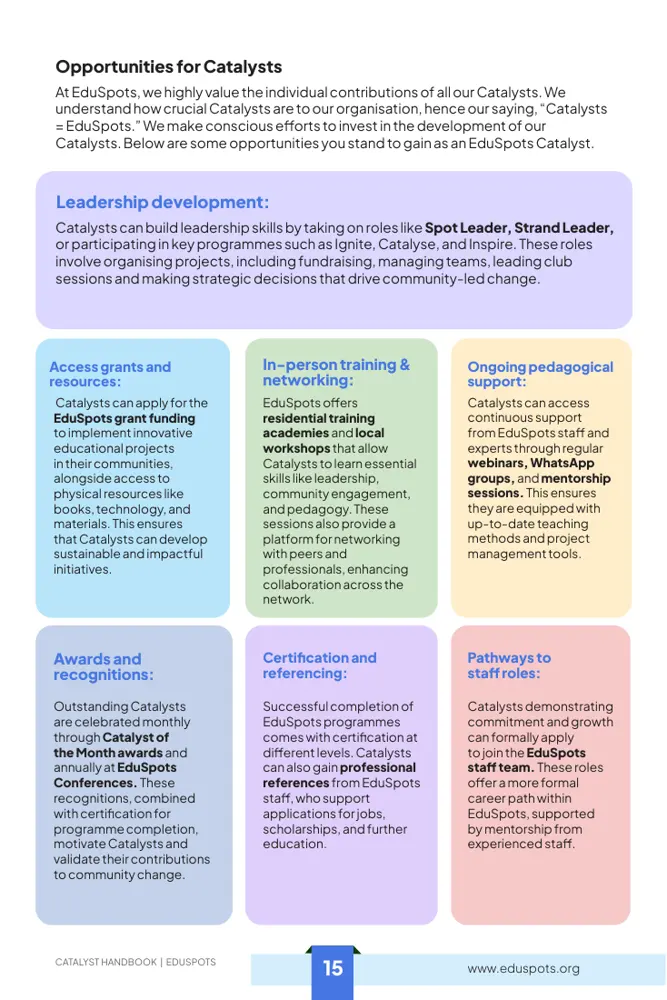 Opportunities for Catalysts
At EduSpots, we highly value the individual contributions of all our Catalysts. We
understand how crucial Catalysts are to our organisation, hence our saying, “Catalysts
= EduSpots.” We make conscious efforts to invest in the development of our
Catalysts. Below are some opportunities you stand to gain as an EduSpots Catalyst.
Leadership development:
Catalysts can build leadership skills by taking on roles like Spot Leader, Strand Leader,
or participating in key programmes such as Ignite, Catalyse, and Inspire. These roles
involve organising projects, including fundraising, managing teams, leading club
sessions and making strategic decisions that drive community-led change.
Access grants and
resources:
Catalysts can apply for the
EduSpots grant funding
to implement innovative
educational projects
in their communities,
alongside access to
physical resources like
books, technology, and
materials. This ensures
that Catalysts can develop
sustainable and impactful
initiatives.
In-person training &
networking:
EduSpots offers
residential training
academies and local
workshops that allow
Catalysts to learn essential
skills like leadership,
community engagement,
and pedagogy. These
sessions also provide a
platform for networking
with peers and
professionals, enhancing
collaboration across the
network.
Ongoing pedagogical
support:
Catalysts can access
continuous support
from EduSpots staff and
experts through regular
webinars, WhatsApp
groups, and mentorship
sessions. This ensures
they are equipped with
up-to-date teaching
methods and project
management tools.
Awards and
recognitions:
Outstanding Catalysts
are celebrated monthly
through Catalyst of
the Month awards and
annually at EduSpots
Conferences. These
recognitions, combined
with certification for
programme completion,
motivate Catalysts and
validate their contributions
to community change.
Certification and
referencing:
Successful completion of
EduSpots programmes
comes with certification at
different levels. Catalysts
can also gain professional
references from EduSpots
staff, who support
applications for jobs,
scholarships, and further
education.
Pathways to
staff roles:
Catalysts demonstrating
commitment and growth
can formally apply
to join the EduSpots
staff team. These roles
offer a more formal
career path within
EduSpots, supported
by mentorship from
experienced staff.
CATALYST HANDBOOK | EDUSPOTS
15
www.eduspots.org